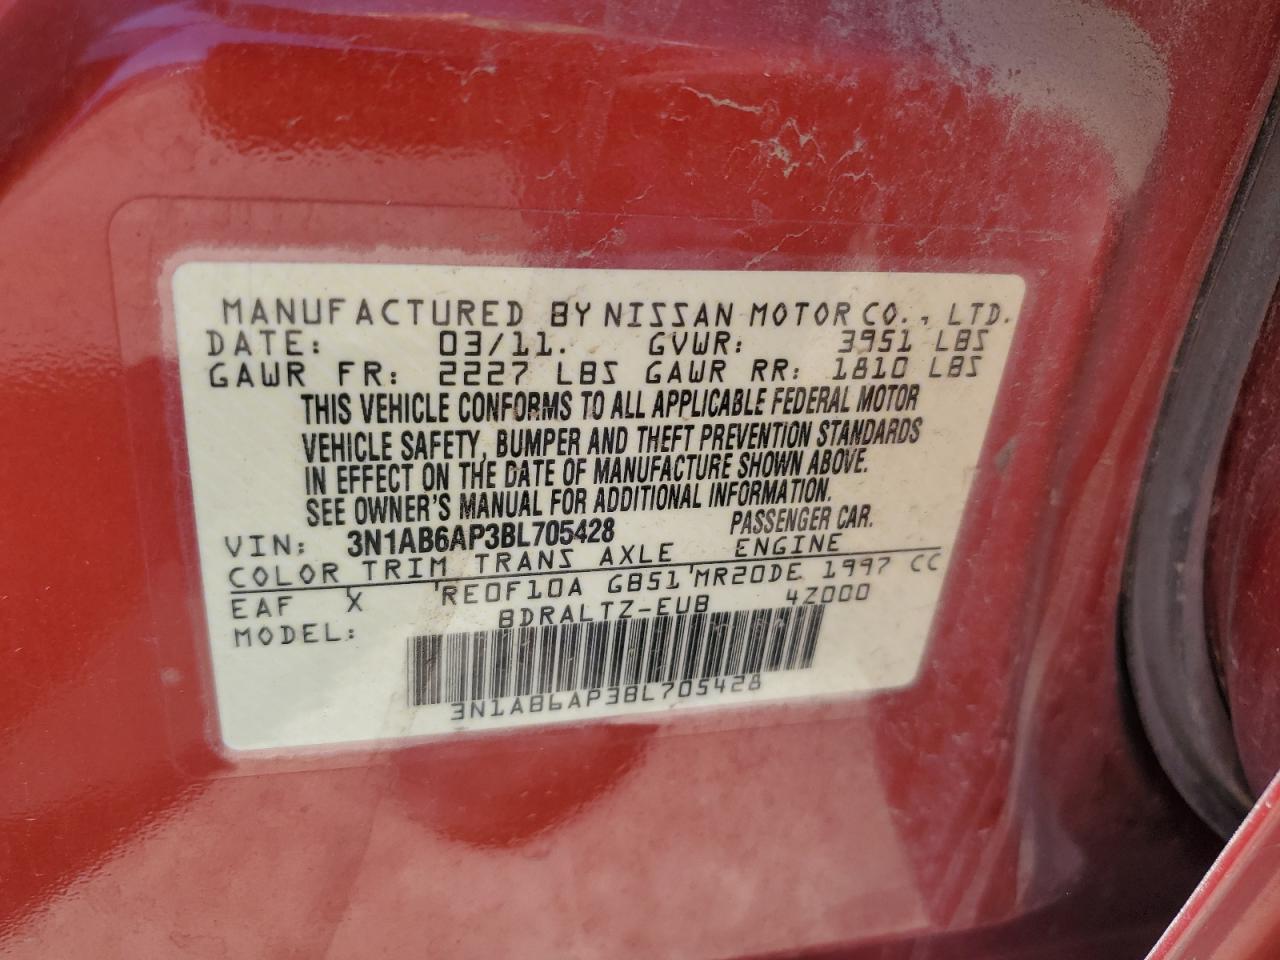 MANUFACTURED BY NISSAN MOTOR CO., LTD.
DATE: 03/11. GVWR: 3951 LBS
GAWR FR: 2227 LBS GAWR RR: 1810 LBS
THIS VEHICLE CONFORMS TO ALL APPLICABLE FEDERAL MOTOR
VEHICLE SAFETY, BUMPER AND THEFT PREVENTION STANDARDS
IN EFFECT ON THE DATE OF MANUFACTURE SHOWN ABOVE.
SEE OWNER'S MANUAL FOR ADDITIONAL INFORMATION.
VIN: 3N1AB6AP3BL705428 PASSENGER CAR.
COLOR TRIM TRANS AXLE ENGINE
EAF X RE0F10A GB51 MR20DE 1997 CC
MODEL: BDRALTZ-EUB 4Z000
3N1AB6AP3BL705428